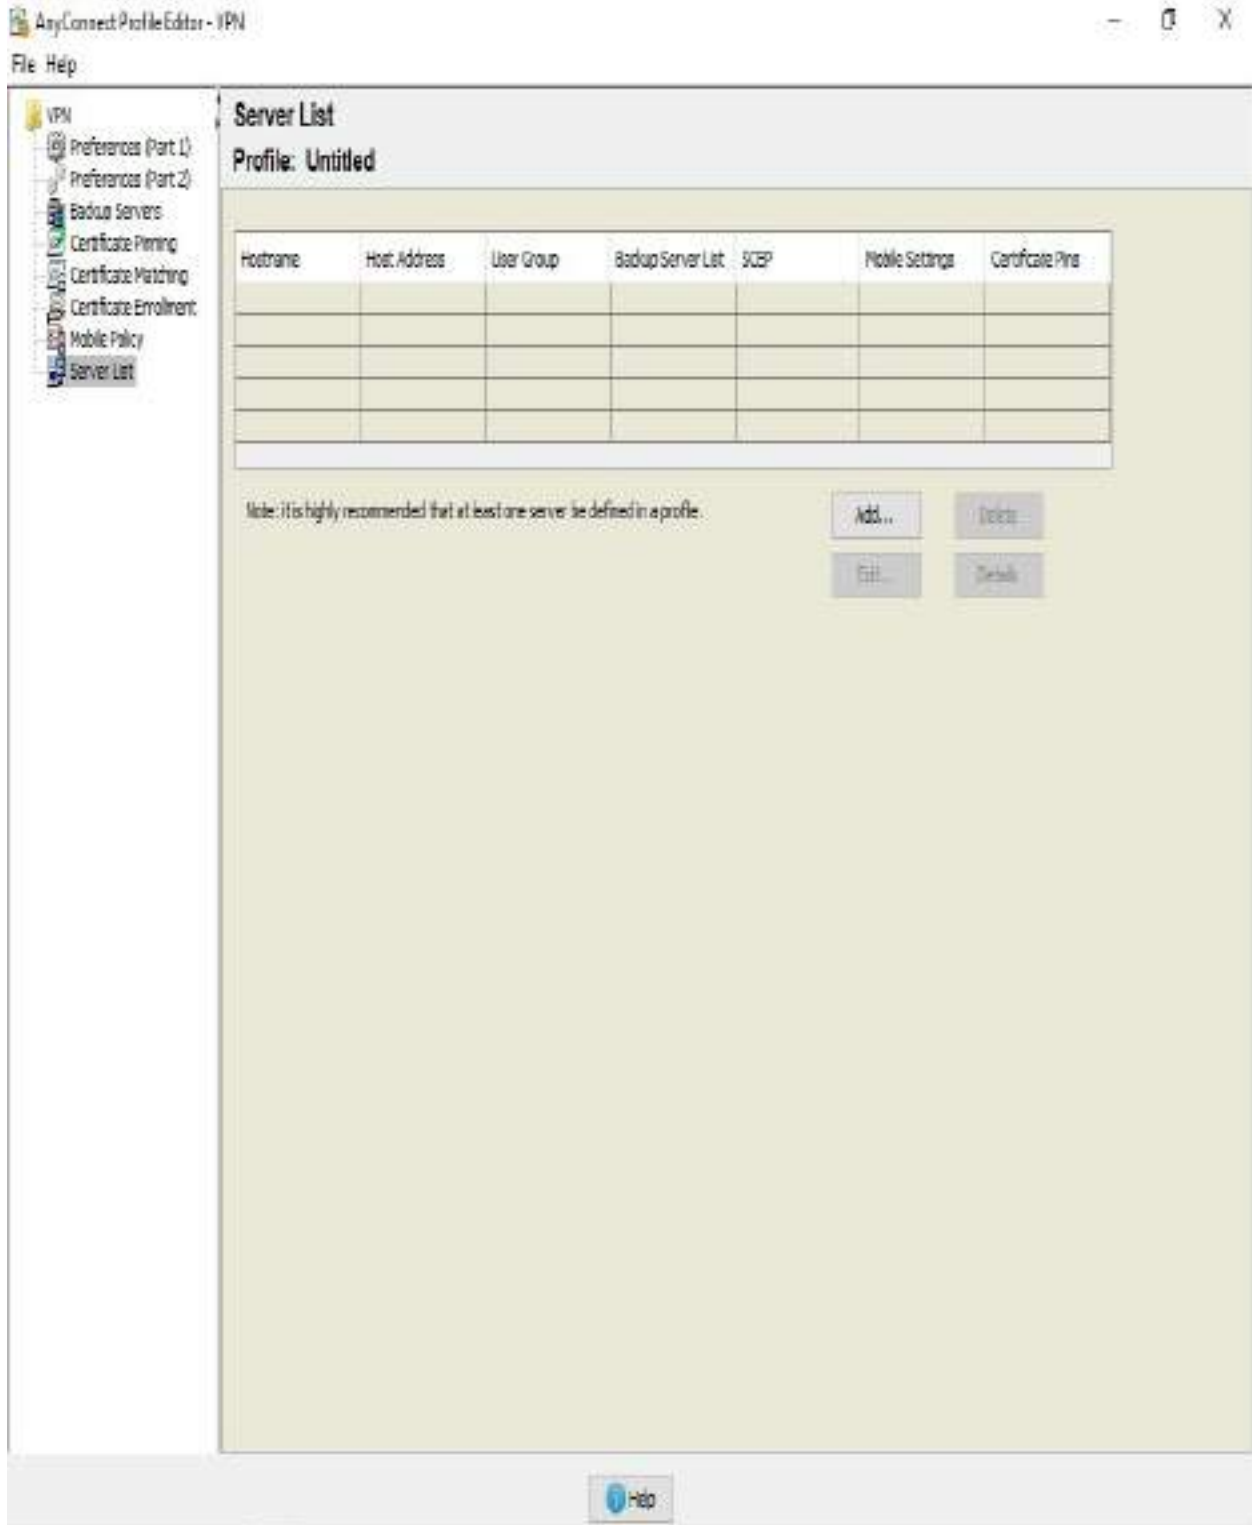 AnyConnect Profile Editor - VPN
File Help
VPN
Preferences (Part 1)
Preferences (Part 2)
Backup Servers
Certificate Pinning
Certificate Matching
Certificate Enrollment
Mobile Policy
Server List
Server List
Profile: Untitled
Hostname Host Address User Group Backup Server List SCEP Mobile Settings Certificate Pins
Note: it is highly recommended that at least one server be defined in a profile.
Add... Delete
Edit... Details
Help